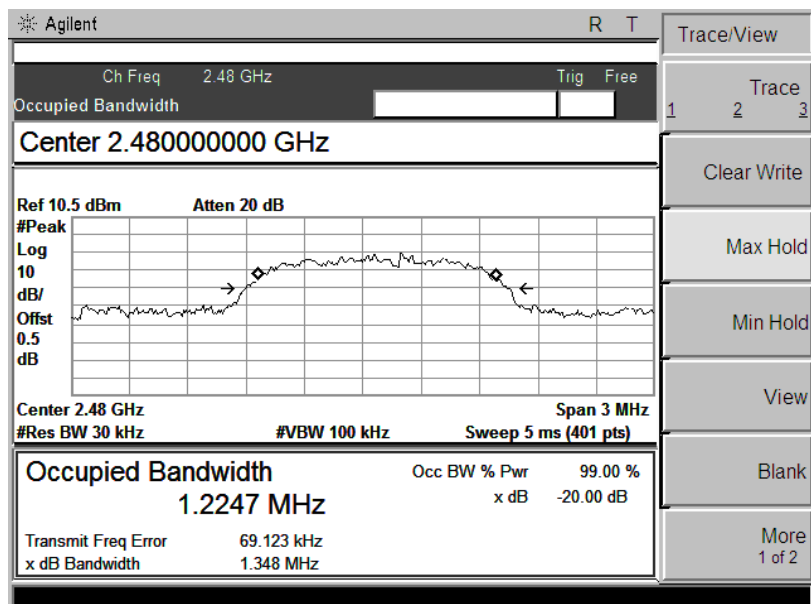 Agilent R T
Trace/View
Ch Freq 2.48 GHz Trig Free
Occupied Bandwidth
Trace
1 2 3
Center 2.480000000 GHz
Clear Write
Ref 10.5 dBm Atten 20 dB
#Peak
Log
10
dB/
Offst
0.5
dB
Max Hold
Min Hold
Center 2.48 GHz Span 3 MHz
#Res BW 30 kHz #VBW 100 kHz Sweep 5 ms (401 pts)
View
Occupied Bandwidth Occ BW % Pwr 99.00 %
1.2247 MHz x dB -20.00 dB
Blank
Transmit Freq Error 69.123 kHz
x dB Bandwidth 1.348 MHz
More
1 of 2